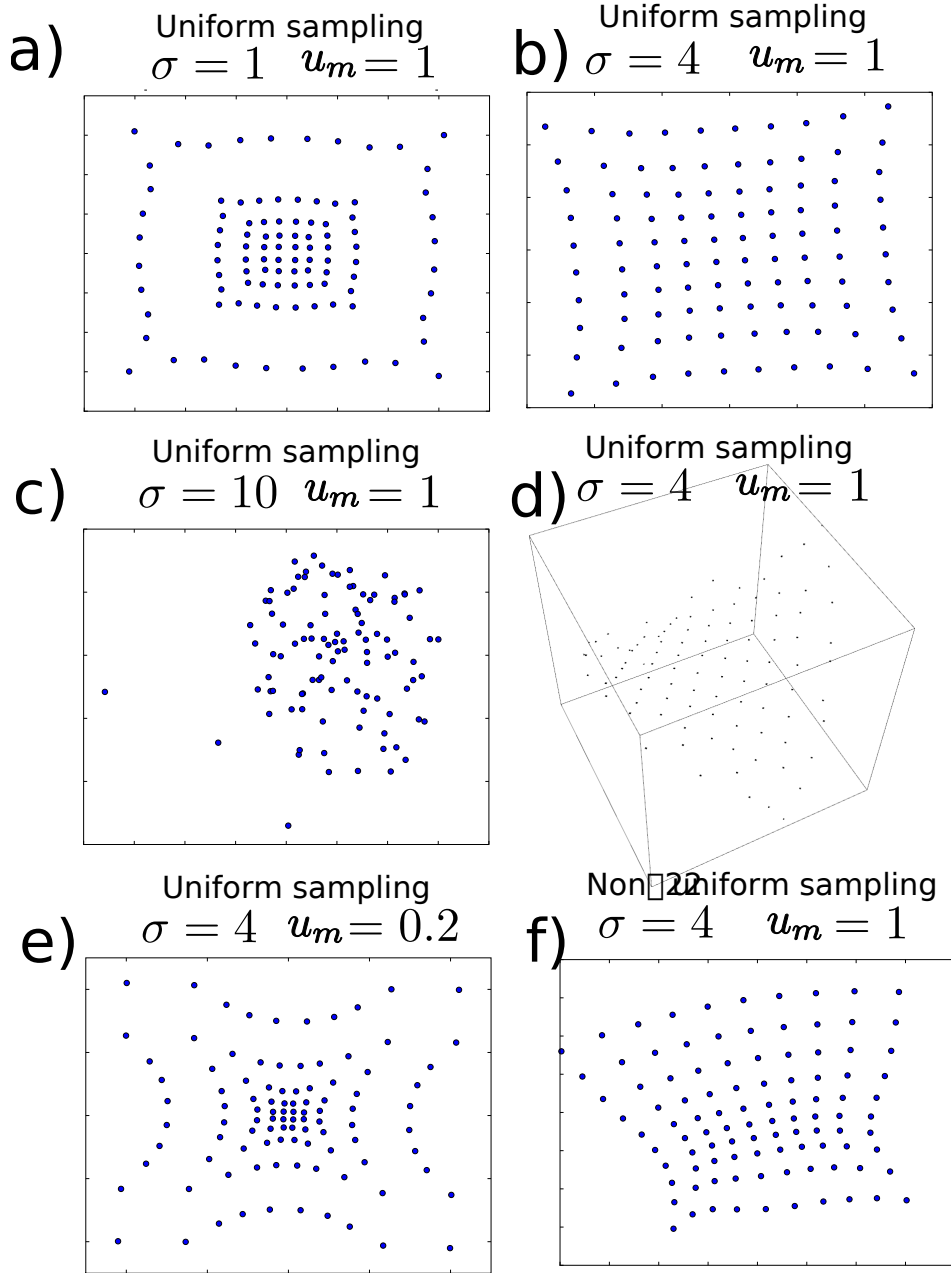 a)
Uniform sampling
σ = 1 u_m = 1
b)
Uniform sampling
σ = 4 u_m = 1
c)
Uniform sampling
σ = 10 u_m = 1
d)
Uniform sampling
σ = 4 u_m = 1
e)
Uniform sampling
σ = 4 u_m = 0.2
f)
Non□22uniform sampling
σ = 4 u_m = 1